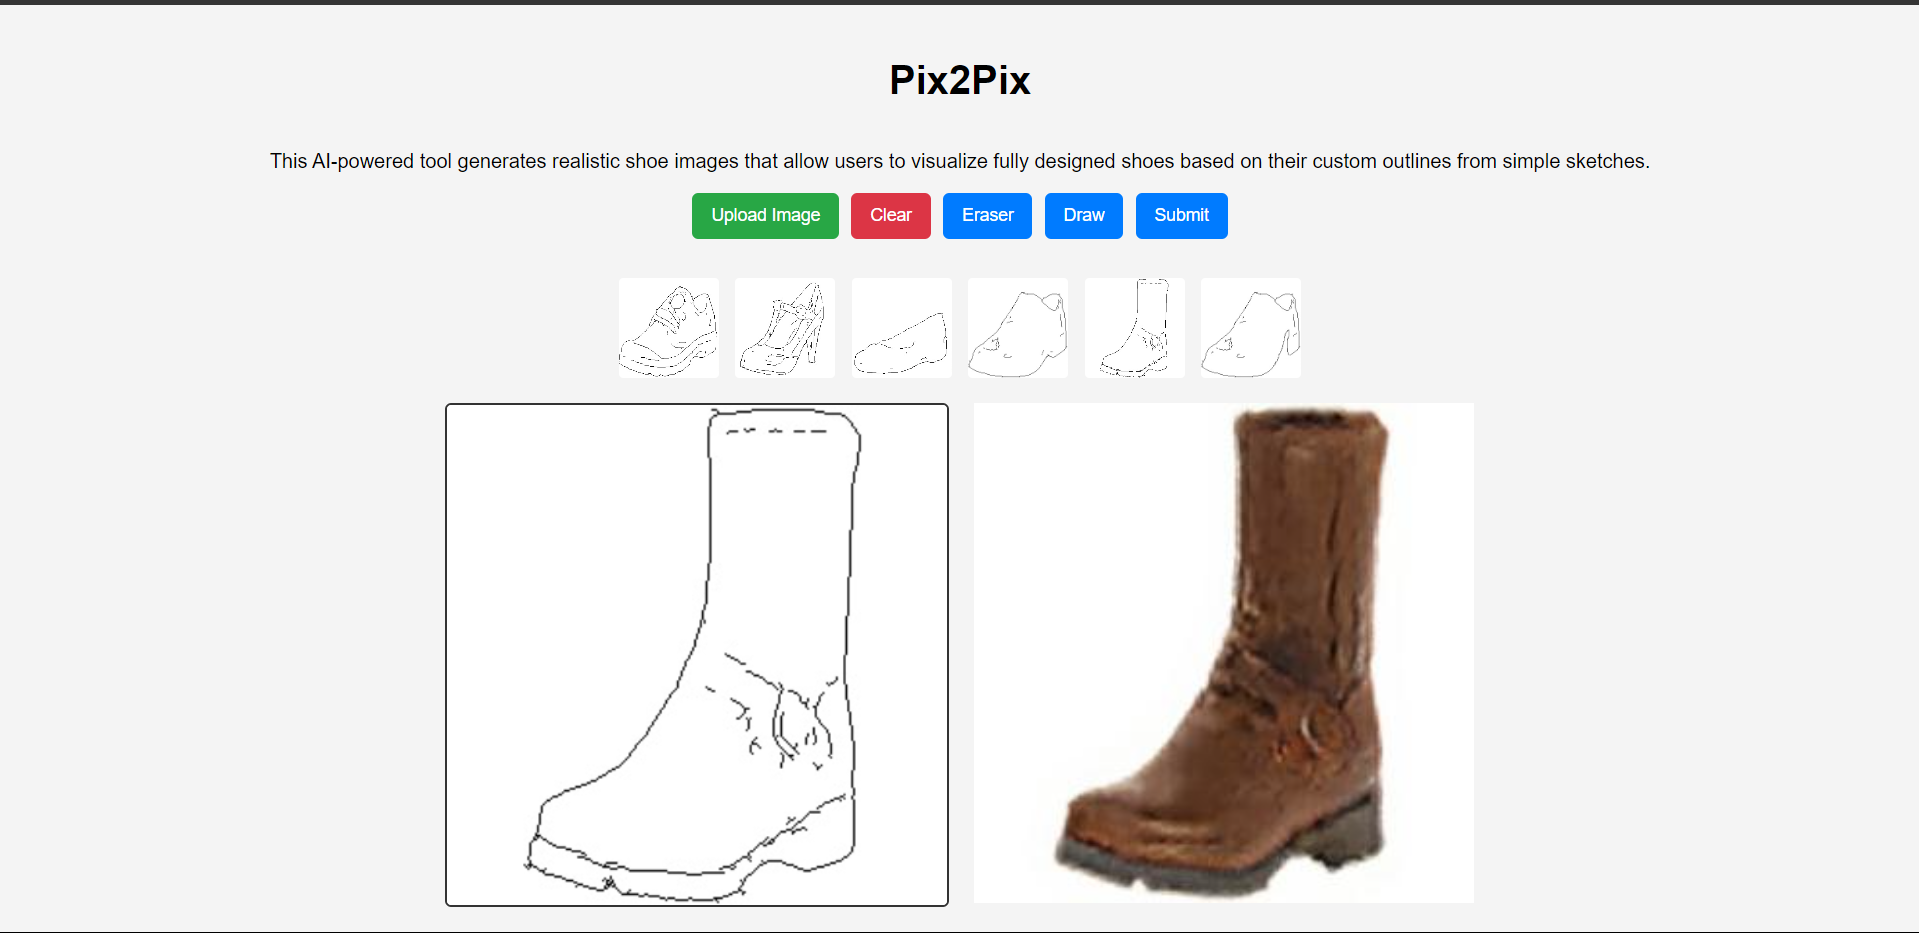 Pix2Pix
This AI-powered tool generates realistic shoe images that allow users to visualize fully designed shoes based on their custom outlines from simple sketches.
Upload Image Clear Eraser Draw Submit